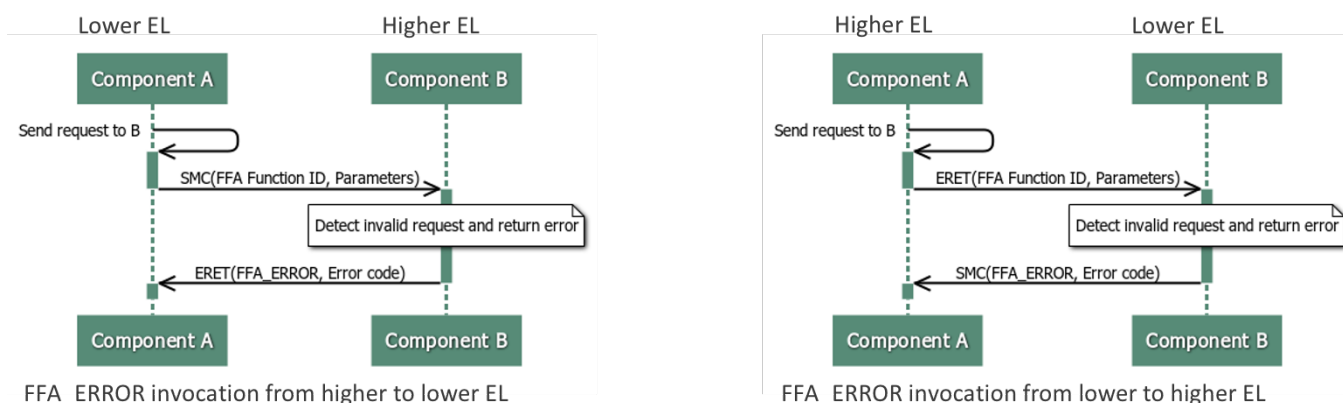 Lower EL
Higher EL
Component A
Component B
Send request to B
SMC(FFA Function ID, Parameters)
Detect invalid request and return error
ERET(FFA_ERROR, Error code)
Component A
Component B
FFA_ERROR invocation from higher to lower EL
Higher EL
Lower EL
Component A
Component B
Send request to B
ERET(FFA Function ID, Parameters)
Detect invalid request and return error
SMC(FFA_ERROR, Error code)
Component A
Component B
FFA_ERROR invocation from lower to higher EL